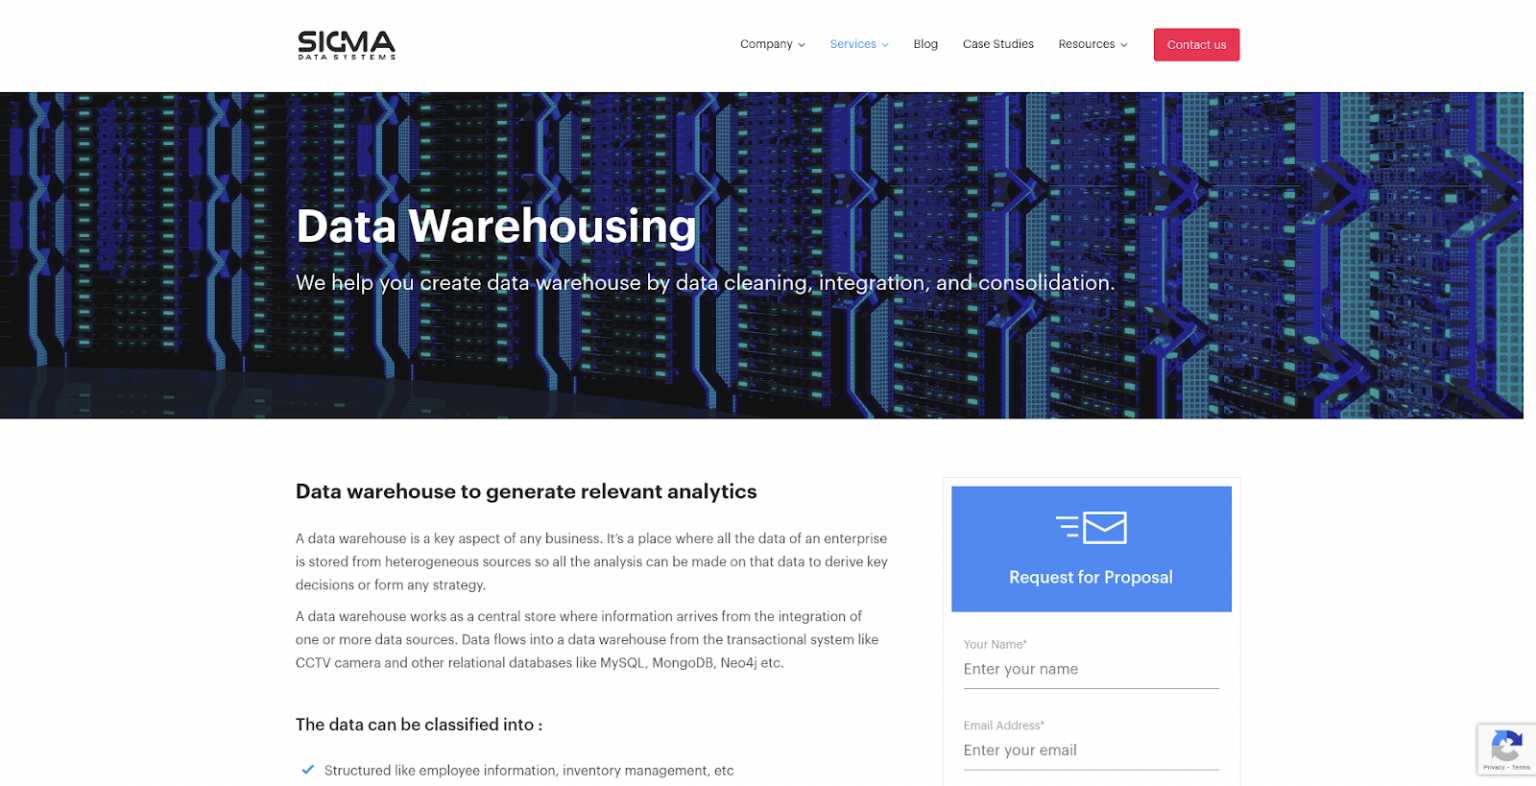 SIGMA
DATA SYSTEMS
Company
Services
Blog
Case Studies
Resources
Contact us
Data Warehousing
We help you create data warehouse by data cleaning, integration, and consolidation.
Data warehouse to generate relevant analytics
A data warehouse is a key aspect of any business. It’s a place where all the data of an enterprise
is stored from heterogeneous sources so all the analysis can be made on that data to derive key
decisions or form any strategy.
A data warehouse works as a central store where information arrives from the integration of
one or more data sources. Data flows into a data warehouse from the transactional system like
CCTV camera and other relational databases like MySQL, MongoDB, Neo4j etc.
The data can be classified into :
Structured like employee information, inventory management, etc
Request for Proposal
Your Name*
Enter your name
Email Address*
Enter your email
Privacy - Terms